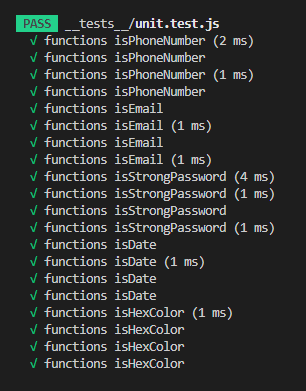 PASS __tests__/unit.test.js
√ functions isPhoneNumber (2 ms)
√ functions isPhoneNumber
√ functions isPhoneNumber (1 ms)
√ functions isPhoneNumber
√ functions isEmail
√ functions isEmail (1 ms)
√ functions isEmail
√ functions isEmail (1 ms)
√ functions isStrongPassword (4 ms)
√ functions isStrongPassword (1 ms)
√ functions isStrongPassword
√ functions isStrongPassword (1 ms)
√ functions isDate
√ functions isDate (1 ms)
√ functions isDate
√ functions isDate
√ functions isHexColor (1 ms)
√ functions isHexColor
√ functions isHexColor
√ functions isHexColor